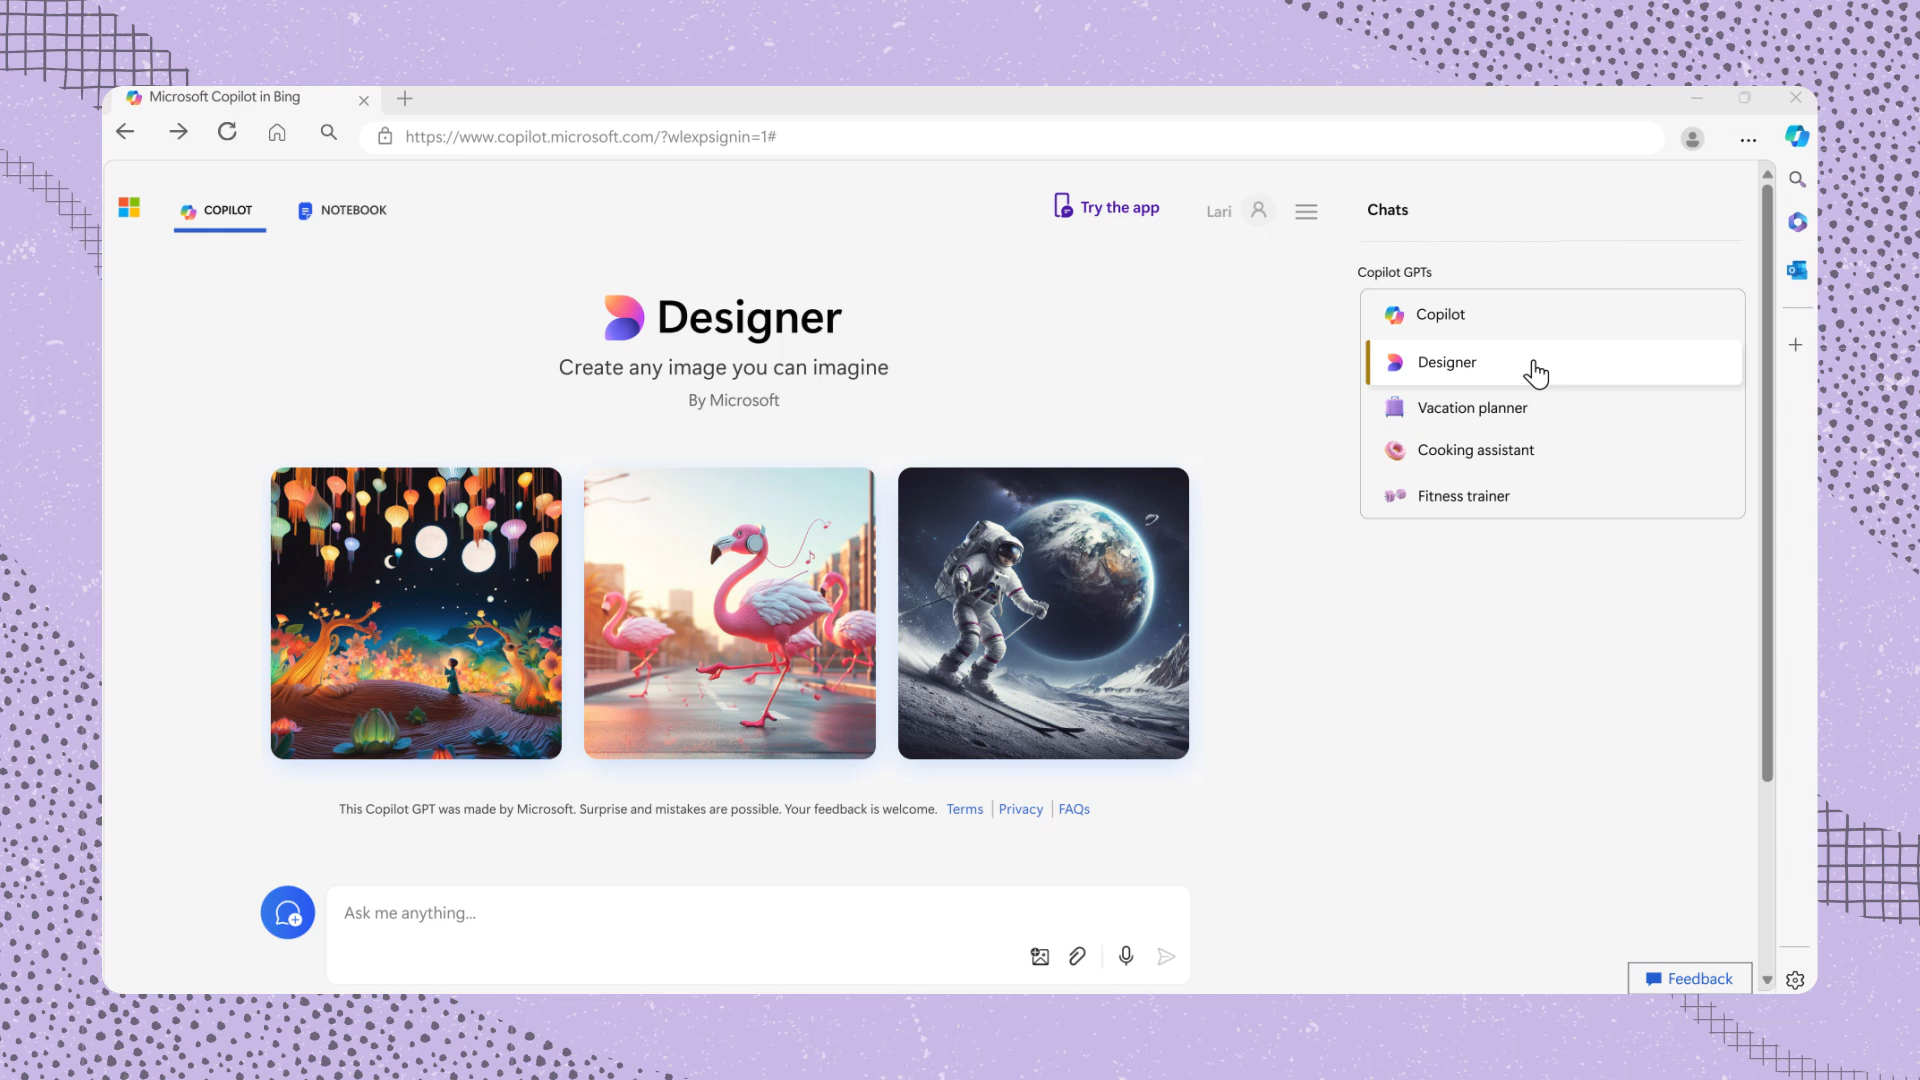 Microsoft Copilot in Bing
https://www.copilot.microsoft.com/?wlexpsignin=1#
COPILOT
NOTEBOOK
Try the app
Lari
Chats
Copilot GPTs
Copilot
Designer
Vacation planner
Cooking assistant
Fitness trainer
Designer
Create any image you can imagine
By Microsoft
This Copilot GPT was made by Microsoft. Surprise and mistakes are possible. Your feedback is welcome. Terms Privacy FAQs
Ask me anything...
Feedback